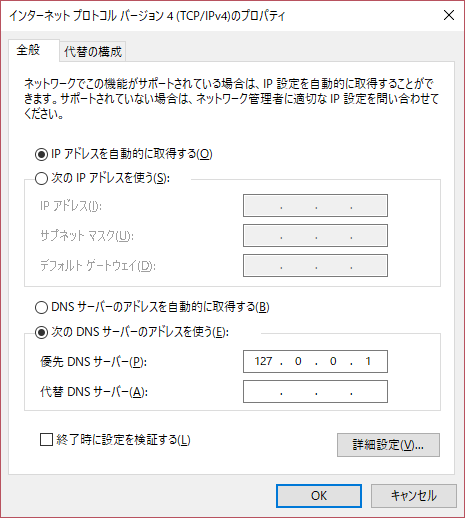 インターネット プロトコル バージョン 4 (TCP/IPv4)のプロパティ
全般
代替の構成
ネットワークでこの機能がサポートされている場合は、IP 設定を自動的に取得することがで
きます。サポートされていない場合は、ネットワーク管理者に適切な IP 設定を問い合わせて
ください。
IP アドレスを自動的に取得する(O)
次の IP アドレスを使う(S):
IP アドレス(I):
. . .
サブネット マスク(U):
. . .
デフォルト ゲートウェイ(D):
. . .
DNS サーバーのアドレスを自動的に取得する(B)
次の DNS サーバーのアドレスを使う(E):
優先 DNS サーバー(P):
127 . 0 . 0 . 1
代替 DNS サーバー(A):
. . .
終了時に設定を検証する(L)
詳細設定(V)...
OK
キャンセル